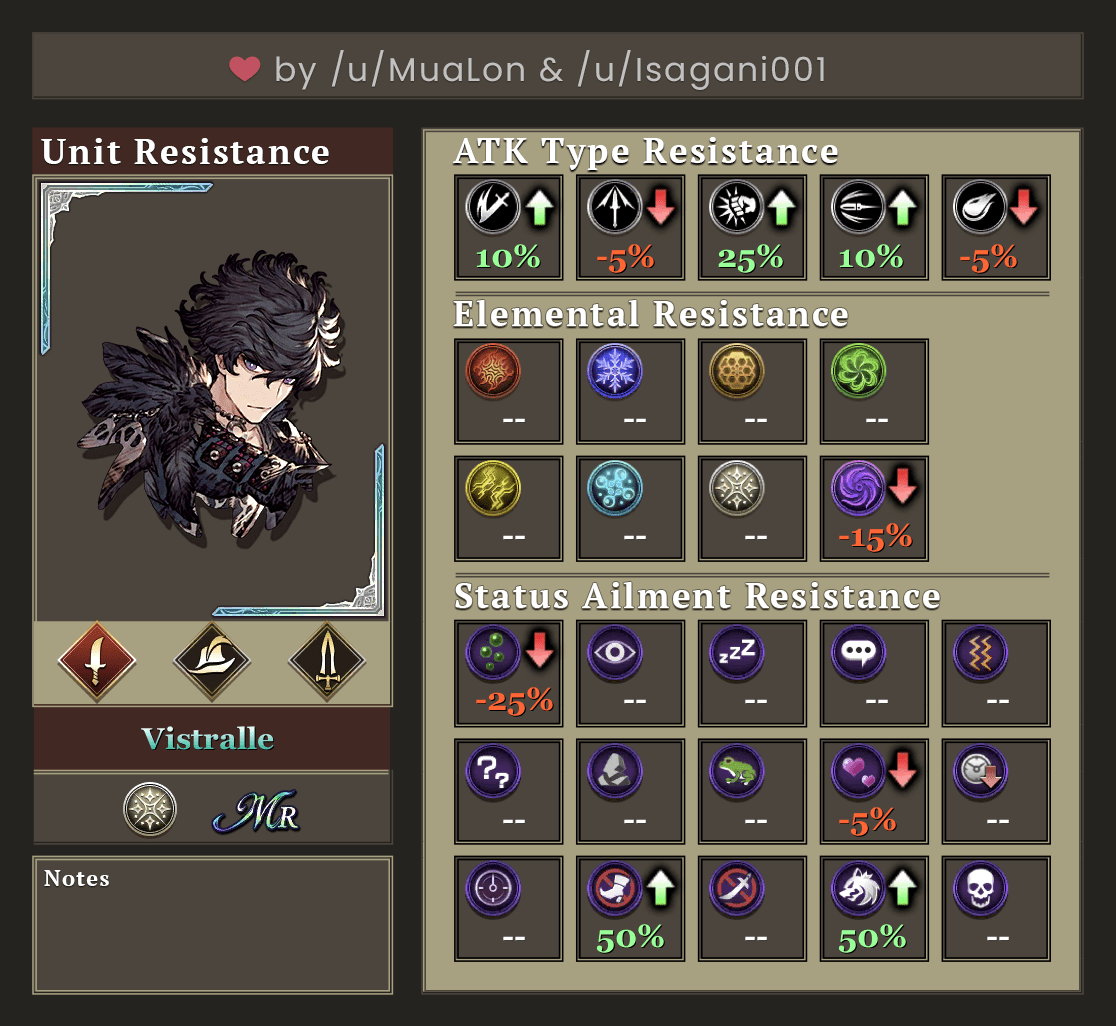 by /u/MuaLon & /u/Isagani001
Unit Resistance
Vistralle
MR
Notes
ATK Type Resistance
10% -5% 25% 10% -5%
Elemental Resistance
-- -- -- --
-- -- -- -15%
Status Ailment Resistance
zzZ
-25% -- -- -- --
??
-- -- -- -5% --
-- 50% -- 50% --